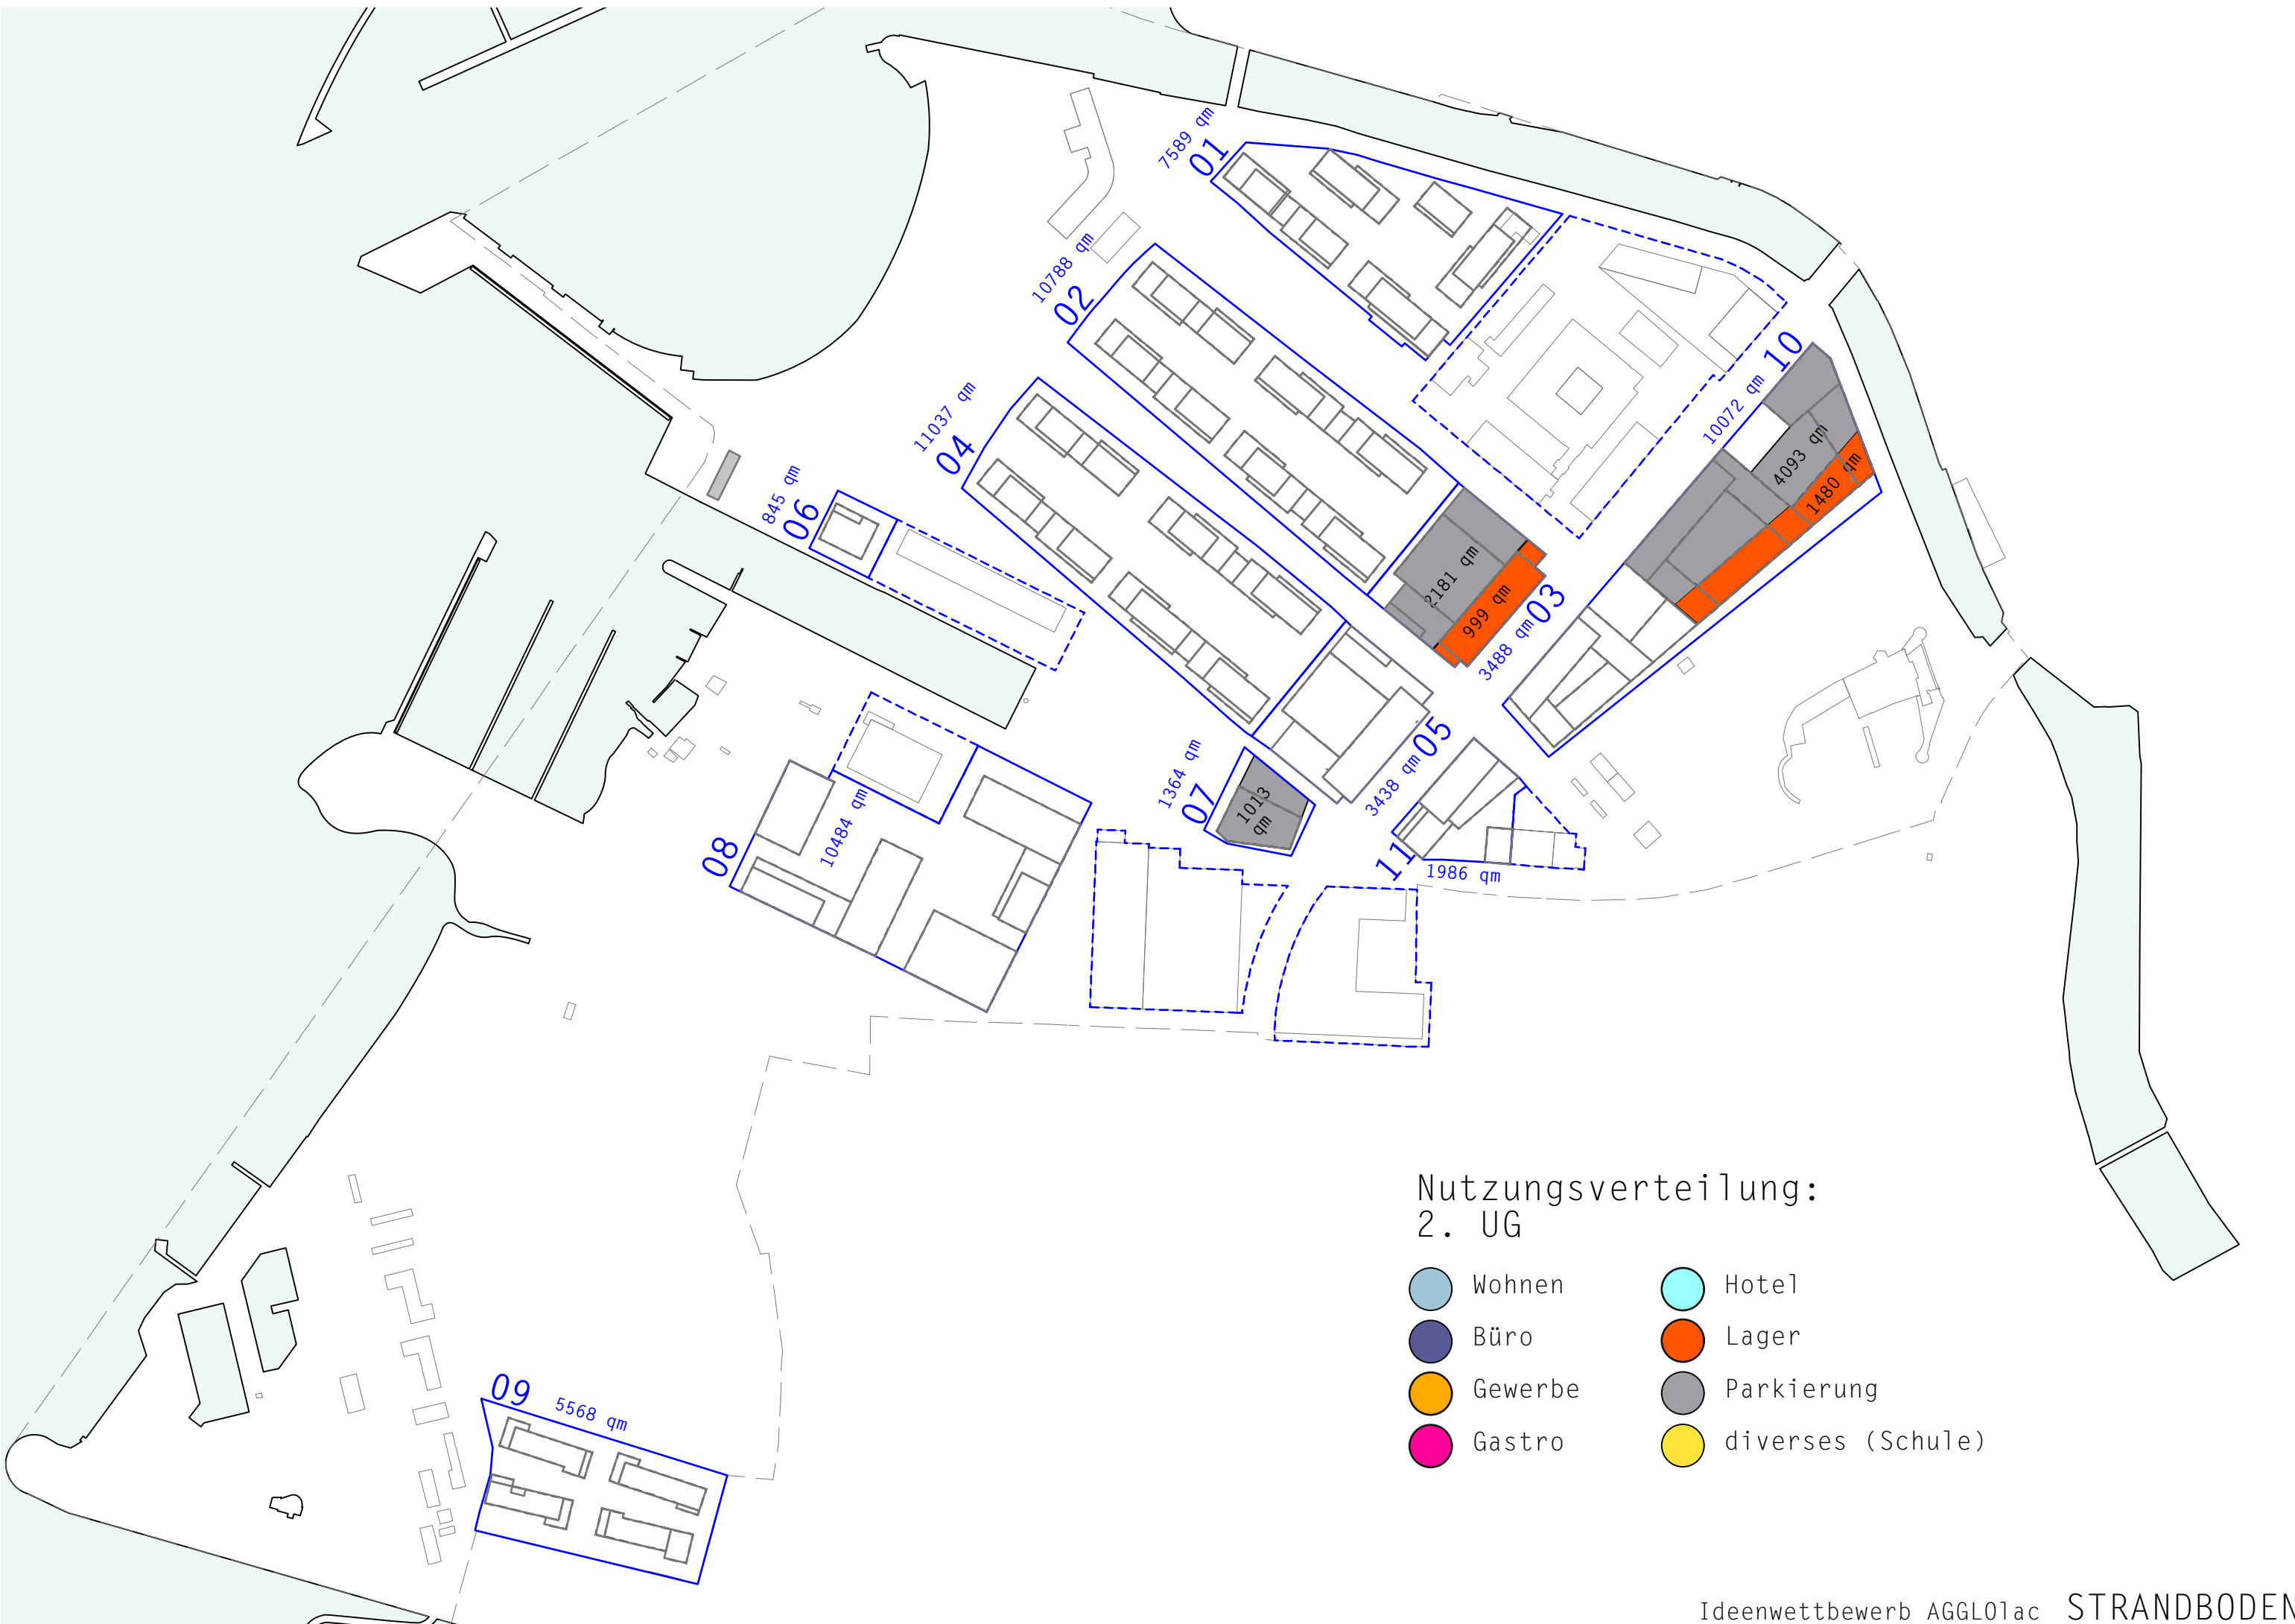 7589 qm
01
10788 qm
02
10
10072 qm
4093 qm
1480 qm
11037 qm
04
845 qm
06
2181 qm
999 qm
03
3488 qm
05
3438 qm
1364 qm
07
1013
qm
11
1986 qm
10484 qm
08
Nutzungsverteilung:
2. UG
Wohnen
Hotel
Büro
Lager
Gewerbe
Parkierung
Gastro
diverses (Schule)
09
5568 qm
Ideenwettbewerb AGGLOlac STRANDBODEN